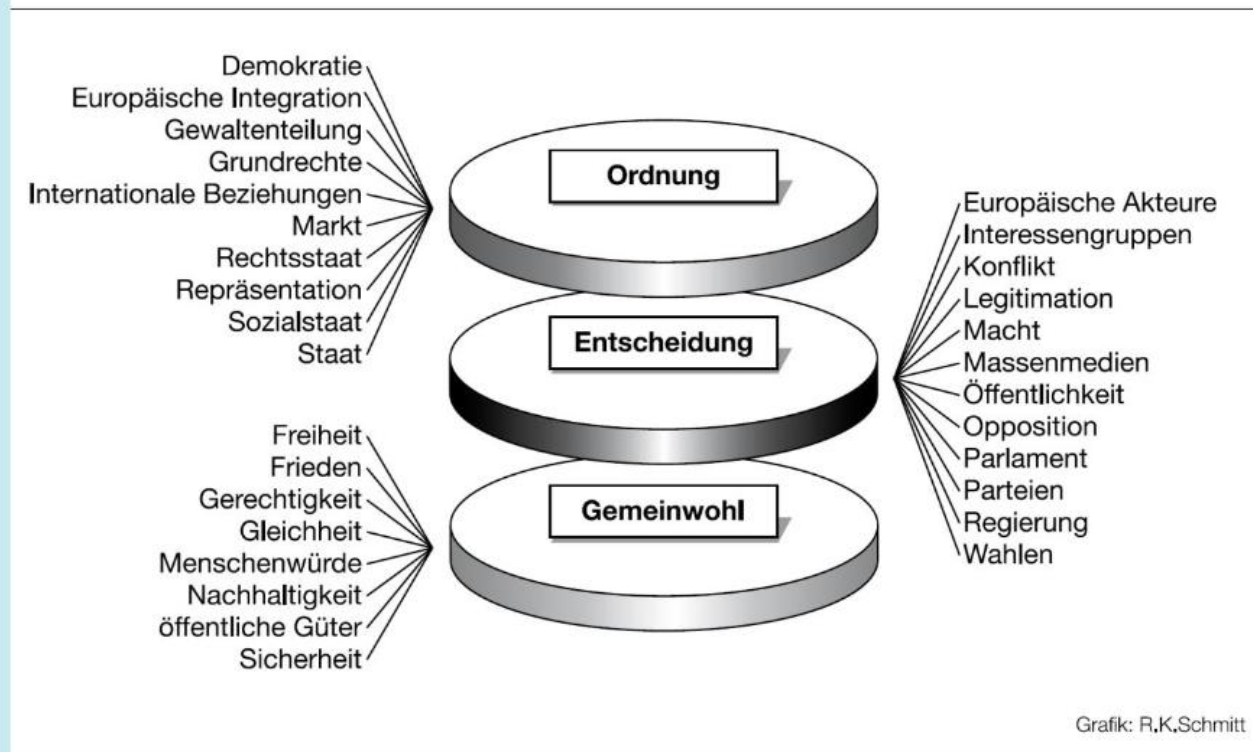 Demokratie
Europäische Integration
Gewaltenteilung
Grundrechte
Internationale Beziehungen
Markt
Rechtsstaat
Repräsentation
Sozialstaat
Staat
Ordnung
Entscheidung
Europäische Akteure
Interessengruppen
Konflikt
Legitimation
Macht
Massenmedien
Öffentlichkeit
Opposition
Parlament
Parteien
Regierung
Wahlen
Freiheit
Frieden
Gerechtigkeit
Gleichheit
Menschenwürde
Nachhaltigkeit
öffentliche Güter
Sicherheit
Gemeinwohl
Grafik: R.K.Schmitt